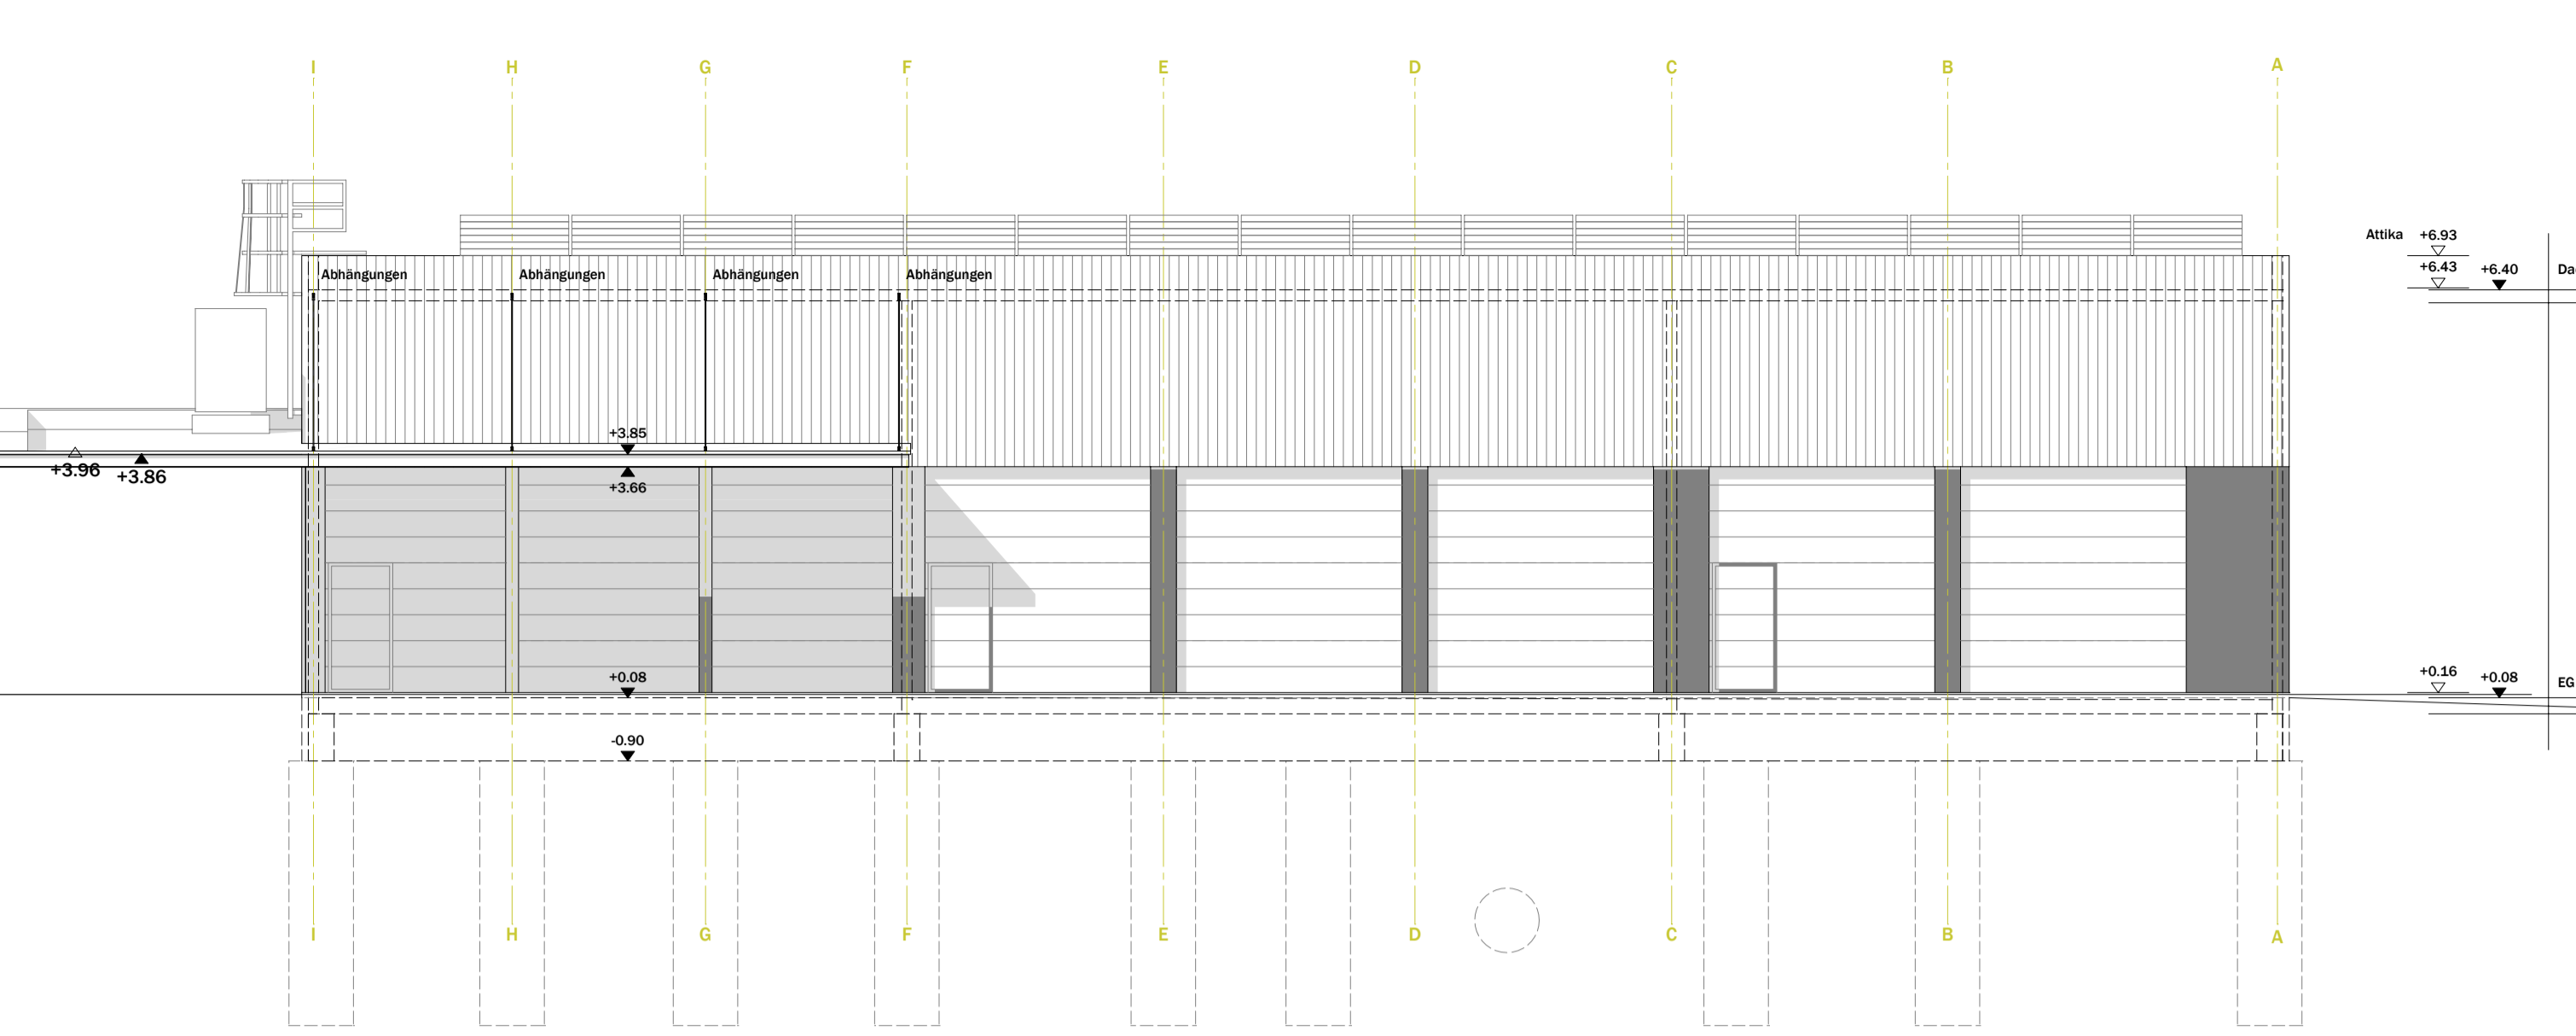 I H G F E D C B A
Attika +6.93
+6.43 +6.40
Da
Abhängungen Abhängungen Abhängungen Abhängungen
+3.85
+3.96 +3.86
+3.66
+0.08
+0.16 +0.08
EG
-0.90
I H G F E D C B A